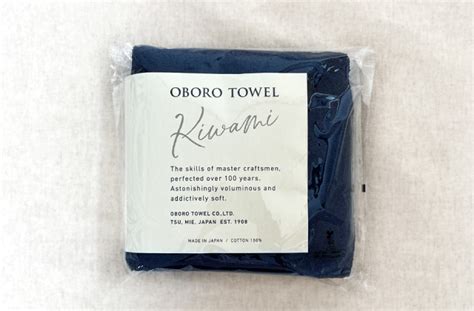 OBORO TOWEL
Kiwami
The skills of master craftsmen,
perfected over 100 years.
Astonishingly voluminous and
addictively soft.
OBORO TOWEL CO.,LTD.
TSU, MIE. JAPAN EST. 1908
MADE IN JAPAN / COTTON 100%